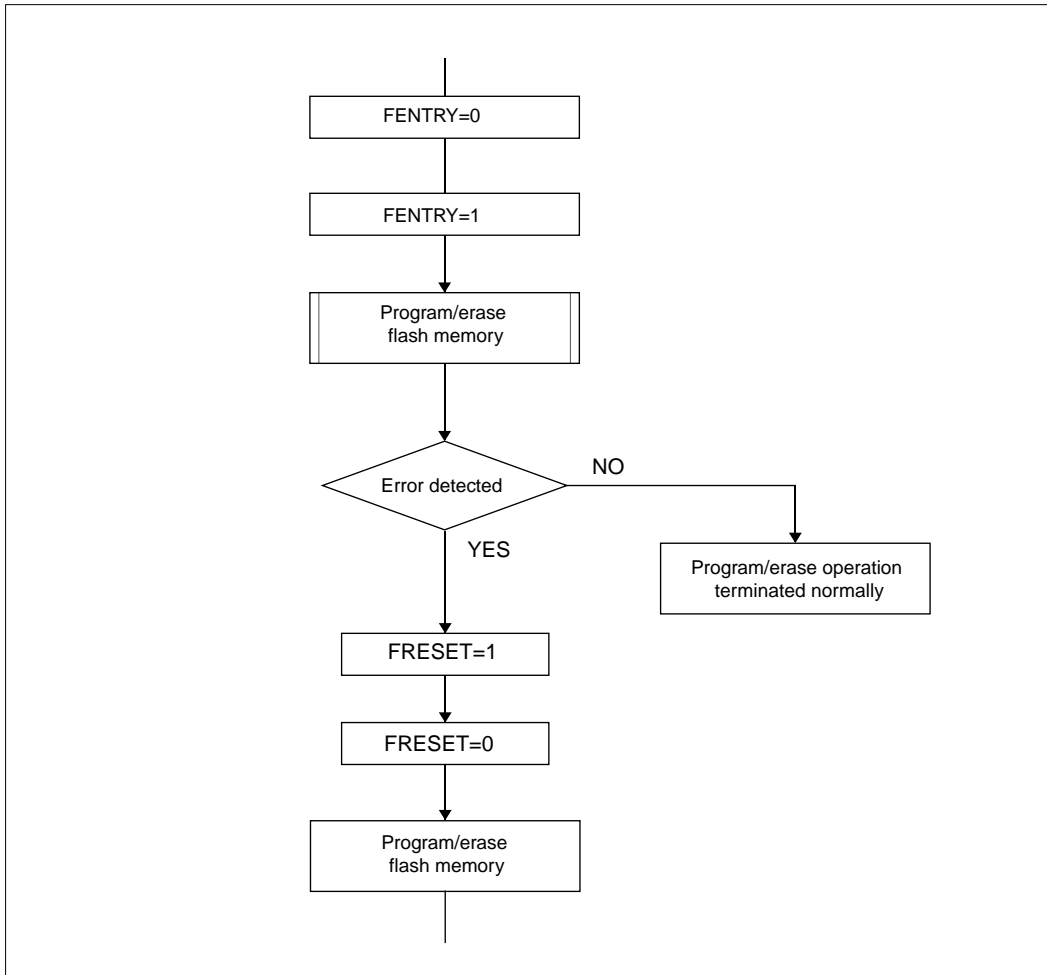 FENTRY=0
FENTRY=1
Program/erase
flash memory
Error detected
NO
YES
Program/erase operation
terminated normally
FRESET=1
FRESET=0
Program/erase
flash memory